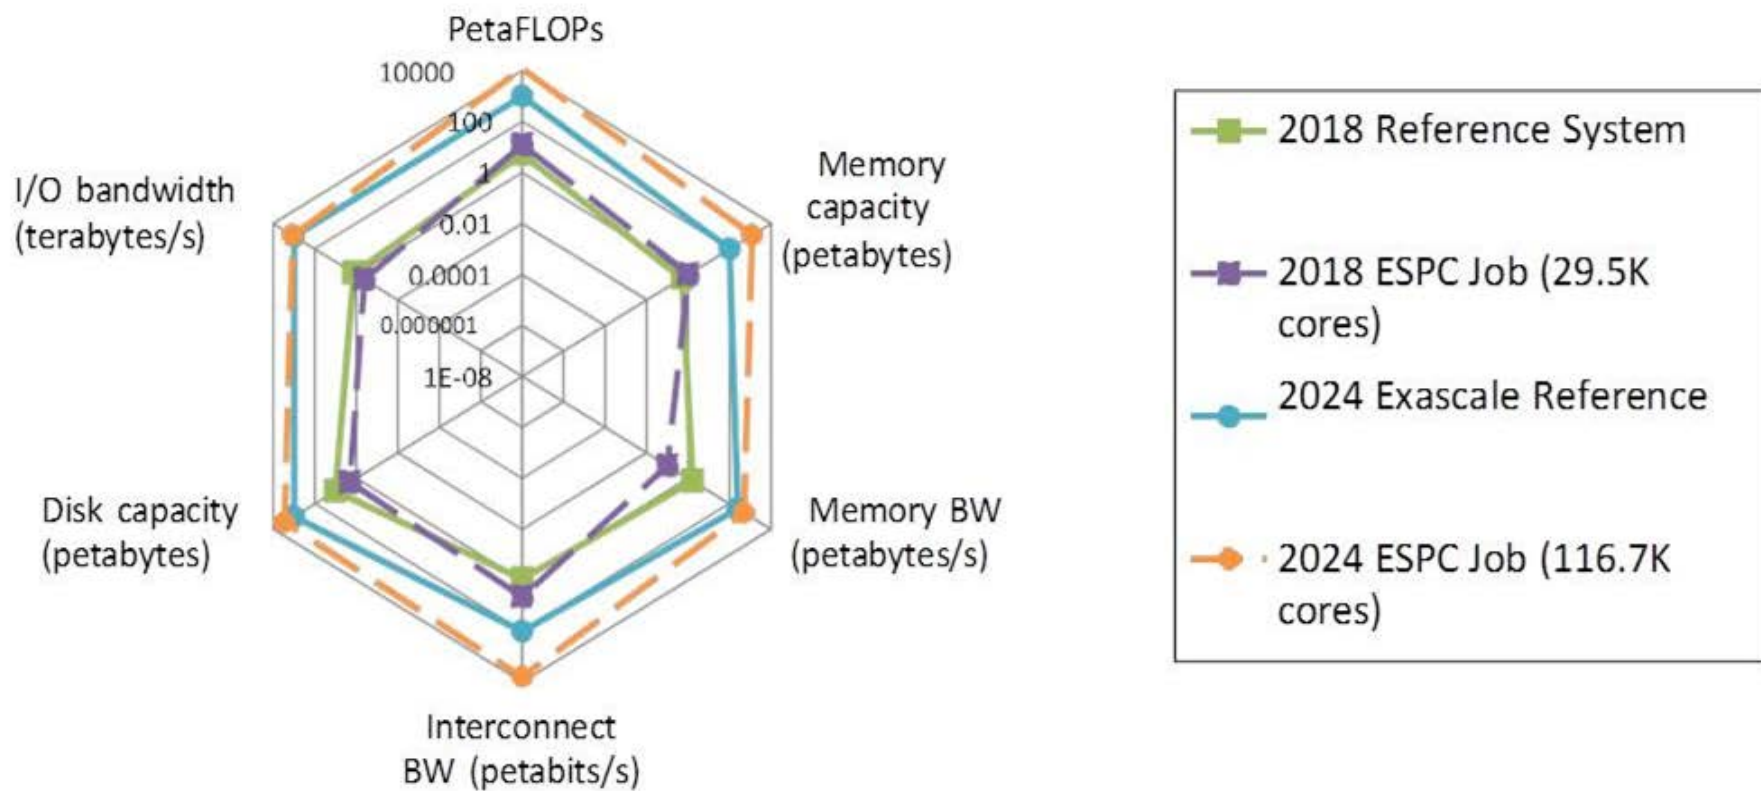 PetaFLOPs
10000
100
1
0.01
0.0001
0.000001
1E-08
Memory
capacity
(petabytes)
Memory BW
(petabytes/s)
Interconnect
BW (petabits/s)
Disk capacity
(petabytes)
I/O bandwidth
(terabytes/s)
2018 Reference System
2018 ESPC Job (29.5K
cores)
2024 Exascale Reference
2024 ESPC Job (116.7K
cores)